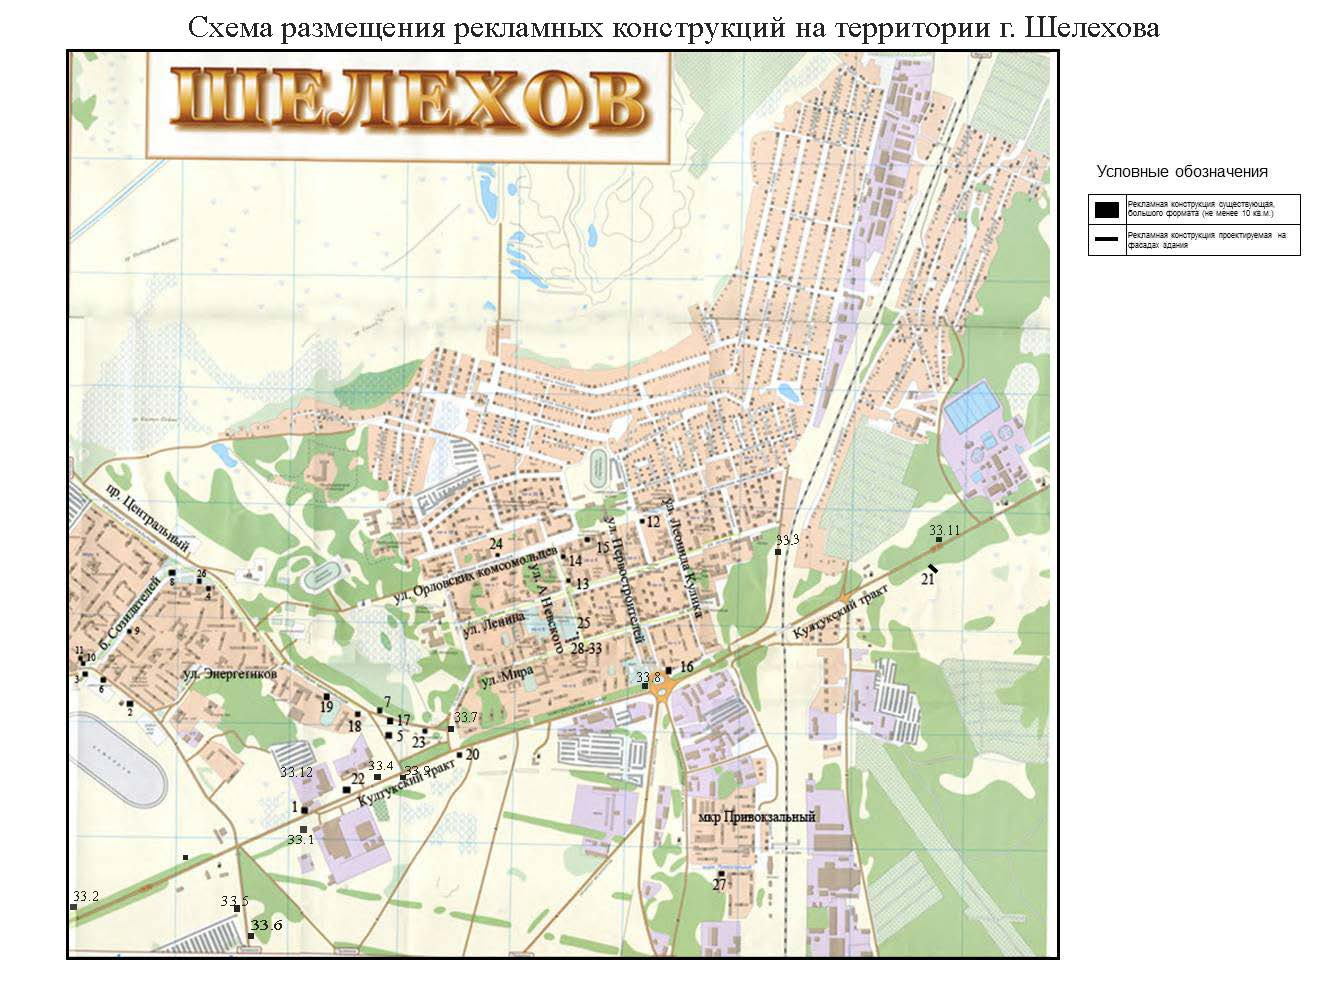 Схема размещения рекламных конструкций на территории г. Шелехова
ШЕЛЕХОВ
Условные обозначения
Рекламная конструкция существующая,
большого формата (не менее 10 кв.м.)
Рекламная конструкция проектируемая на
фасадах здания
пр. Центральный
12
ул. Леонида Кулика
ул. Первостроителей
33.3
33.11
24
15
14
ул. Орловских комсомольцев
13
ул. А.Невского
21
8
26
4
б. Созидателей
9
Култукский тракт
ул. Ленина
25
28-33
11
10
3
6
2
ул. Энергетиков
ул. Мира
16
33.8
19
7
18
17
5
23
33.7
20
33.12
33.4
33.9
22
Култукский тракт
1
33.1
мкр Привокзальный
27
33.2
33.5
33.6